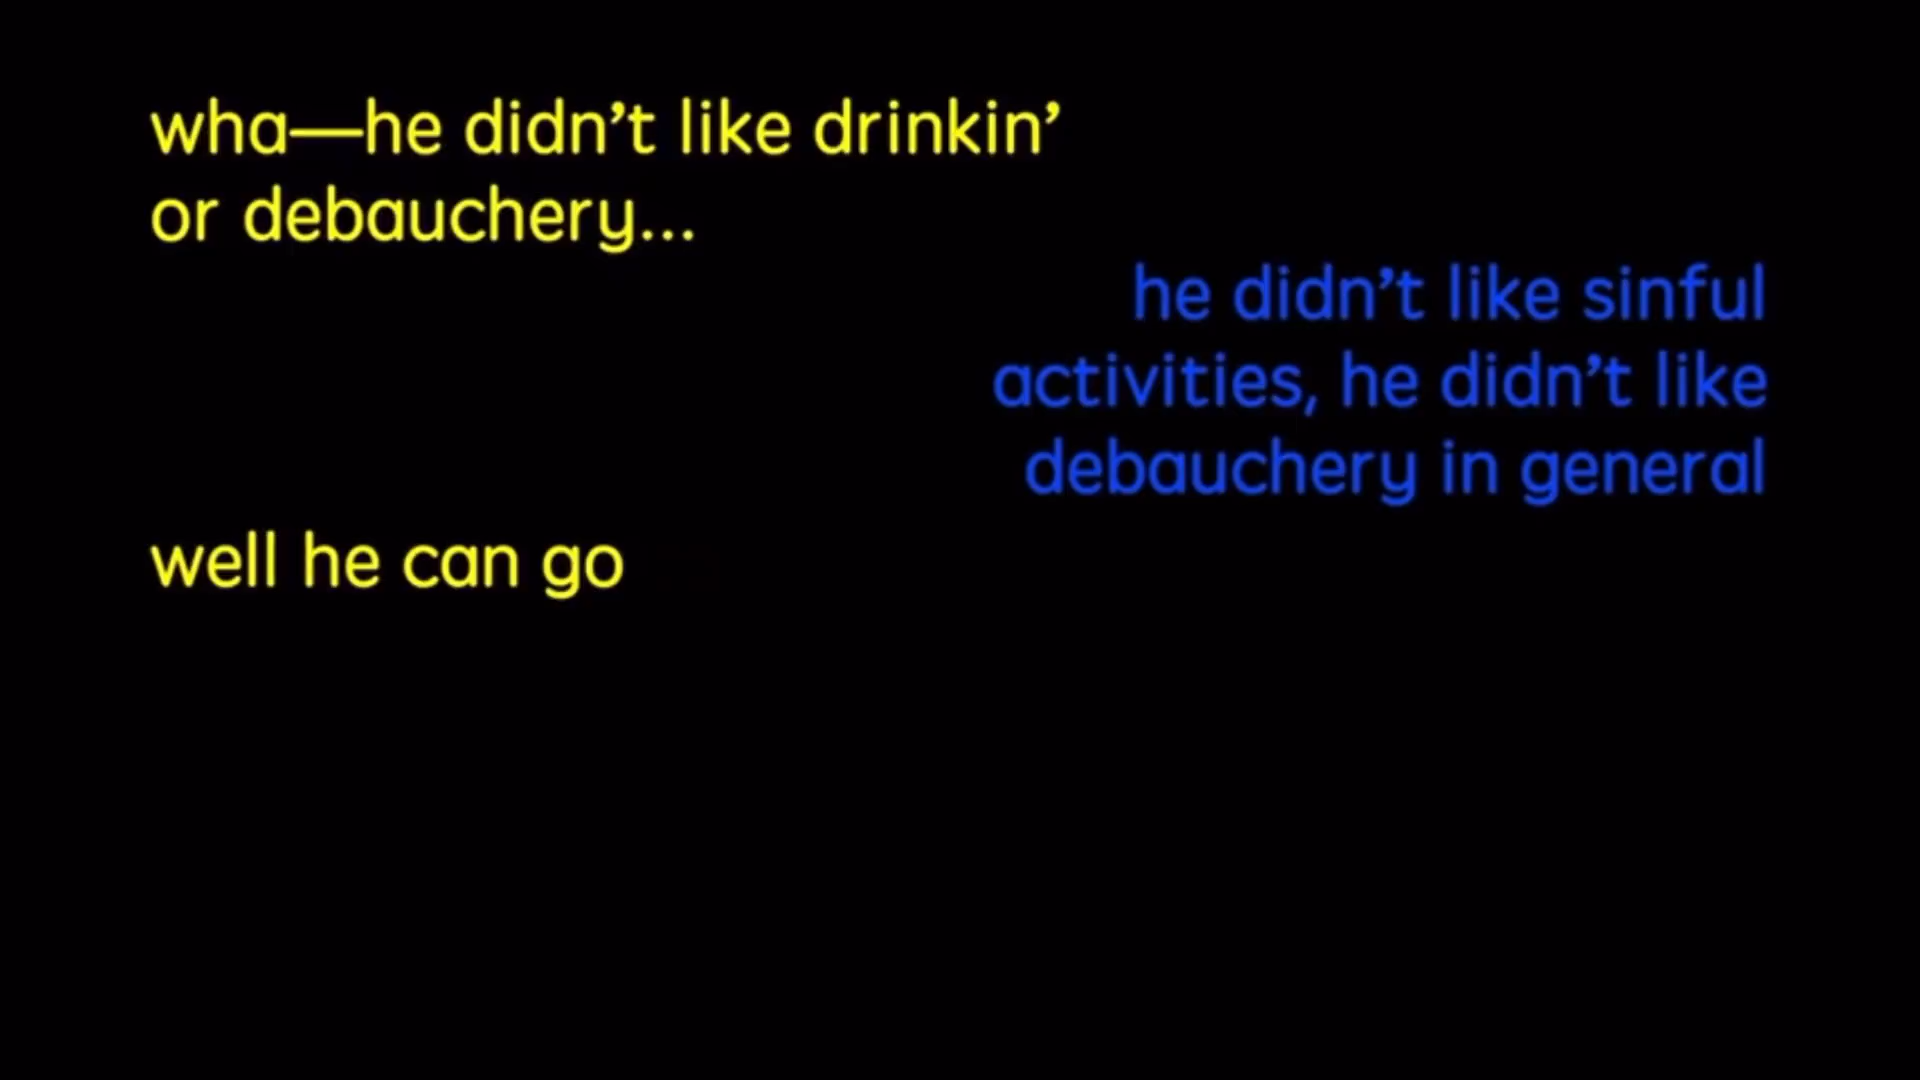 wha—he didn’t like drinkin’
or debauchery...
he didn’t like sinful
activities, he didn’t like
debauchery in general
well he can go